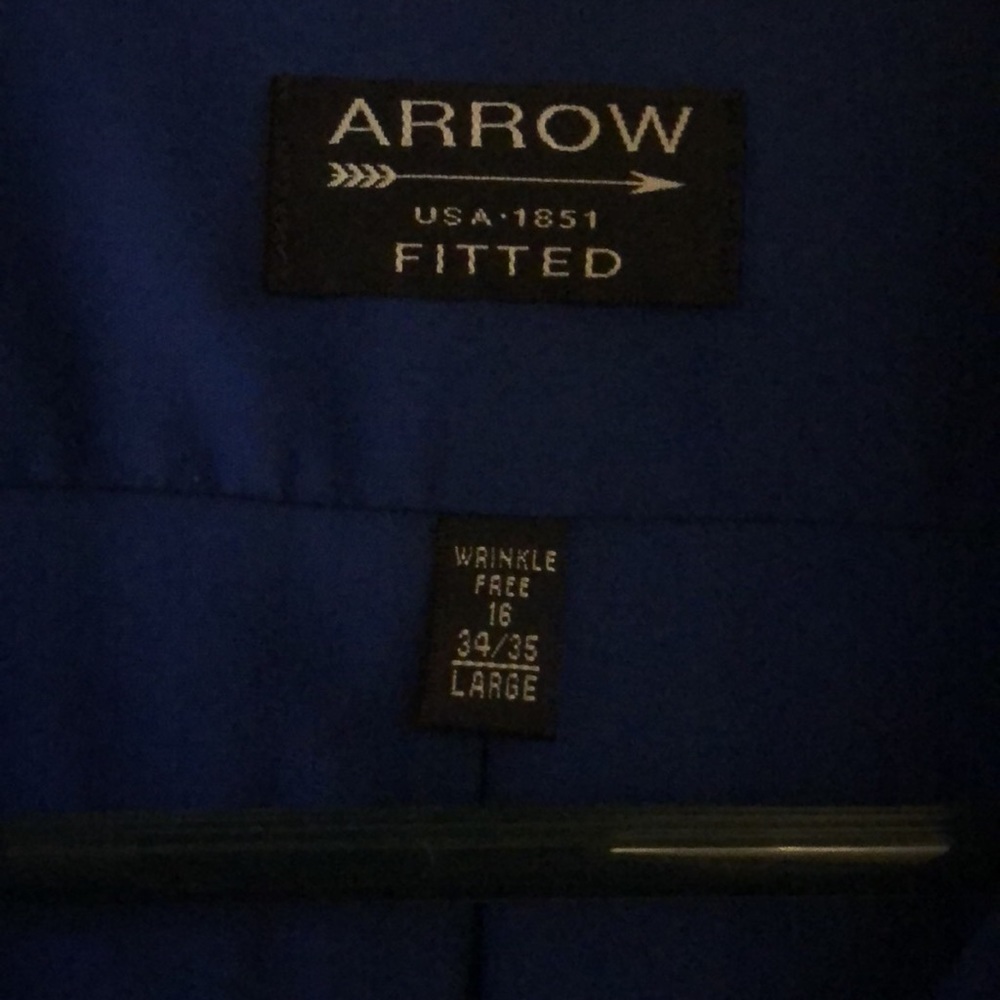 ARROW
USA·1851
FITTED
WRINKLE
FREE
16
34/35
LARGE